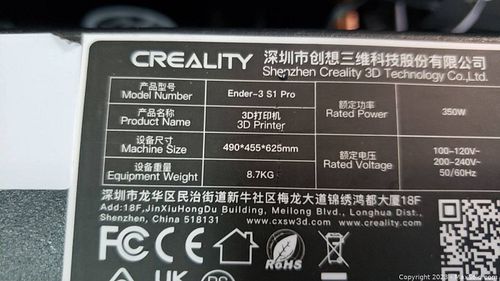 CREALITY 深圳市创想三维科技股份有限公司
Shenzhen Creality 3D Technology Co.,Ltd.
产品型号
Model Number
Ender-3 S1 Pro
额定功率
Rated Power
350W
产品名称
Product Name
3D打印机
3D Printer
设备尺寸
Machine Size
490*455*625mm
额定电压
Rated Voltage
100-120V~
200-240V~
50/60Hz
设备重量
Equipment Weight
8.7KG
深圳市龙华区民治街道新牛社区梅龙大道锦绣鸿都大厦18F
Add:18F,JinXiuHongDu Building, Meilong Blvd., Longhua Dist.,
Shenzhen, China 518131
www.cxsw3d.com
FC CE RoHS
UK
PS